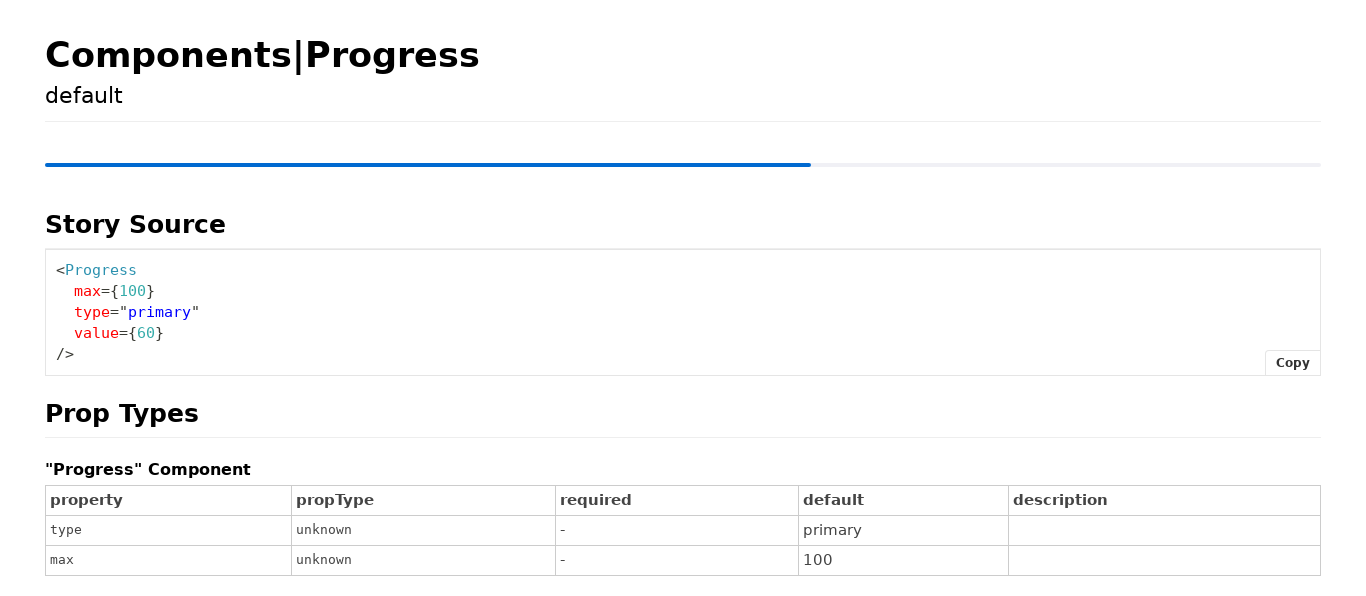 Components|Progress
default
Story Source
<Progress
  max={100}
  type="primary"
  value={60}
/>
Copy
Prop Types
"Progress" Component
property propType required default description
type unknown - primary
max unknown - 100